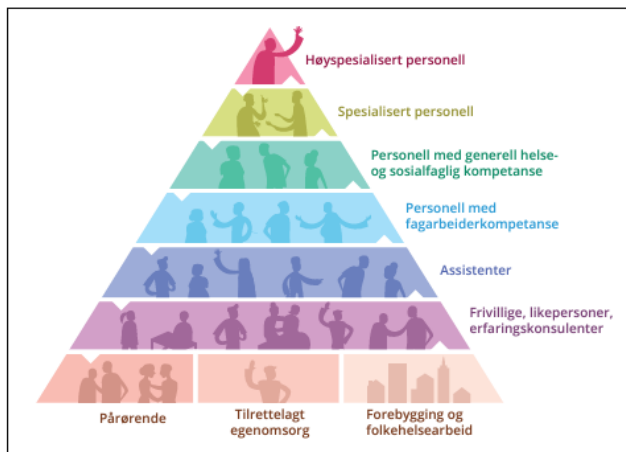 Høyspesialisert personell
Spesialisert personell
Personell med generell helse-
og sosialfaglig kompetanse
Personell med
fagarbeiderkompetanse
Assistenter
Frivillige, likepersoner,
erfaringskonsulenter
Pårørende
Tilrettelagt
egenomsorg
Forebygging og
folkehelsearbeid